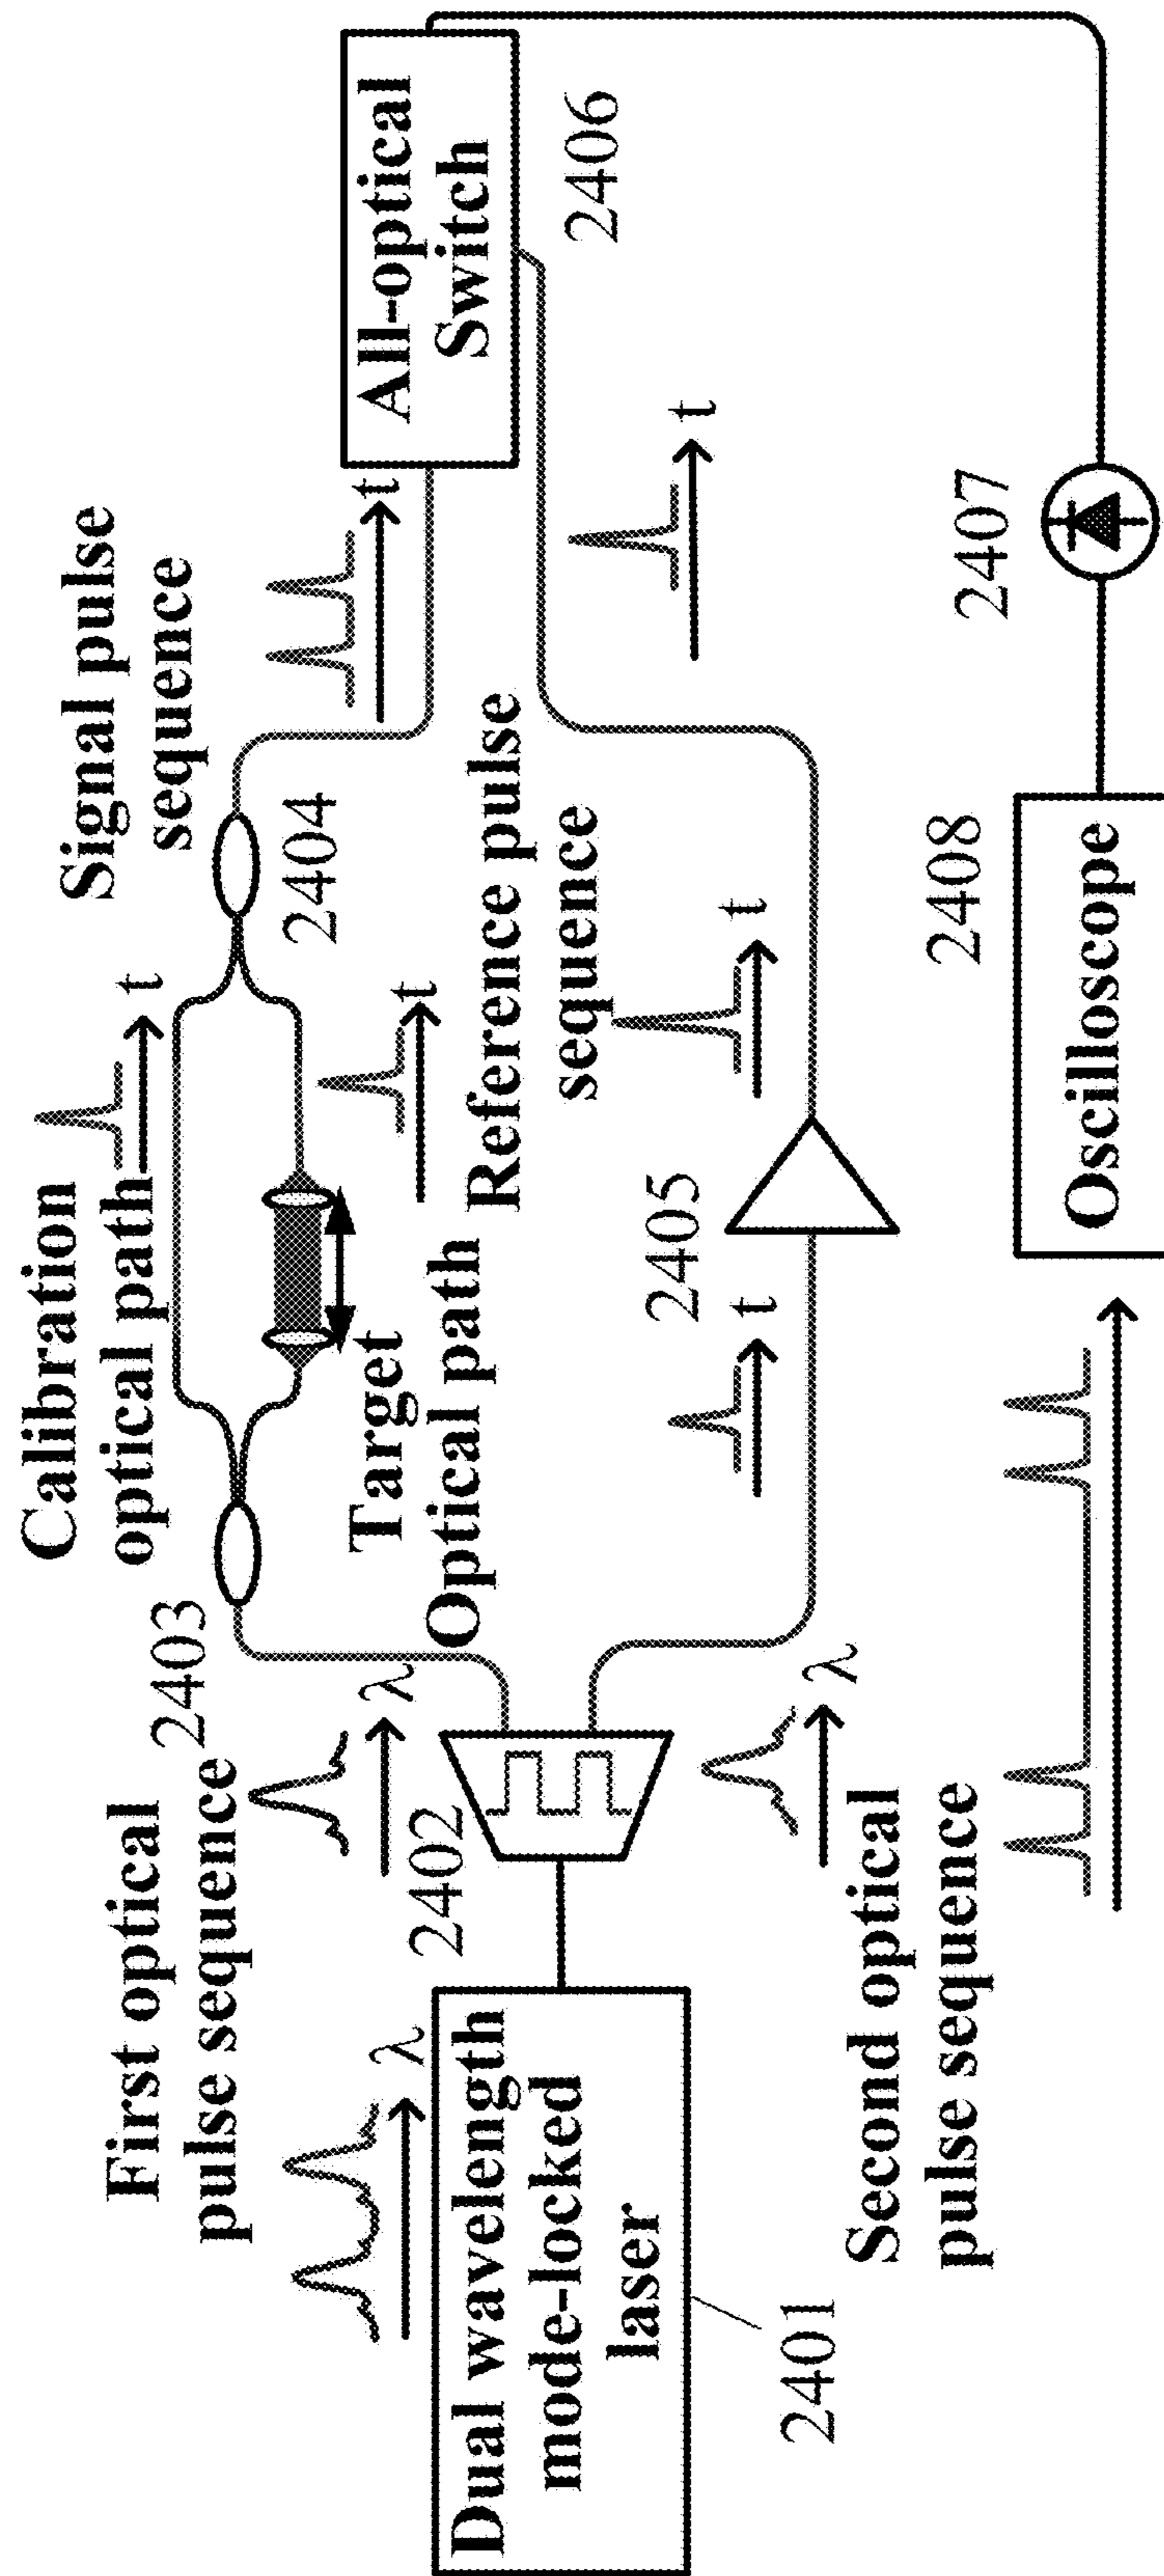 Calibration
optical path
t
Signal pulse
sequence
t
First optical
pulse sequence
λ
2403
2404
All-optical
Switch
2406
λ
2402
Target
Optical path
t
Reference pulse
sequence
t
Dual wavelength
mode-locked
laser
2401
2405
t
t
Second optical
pulse sequence
λ
2408
Oscilloscope
2407